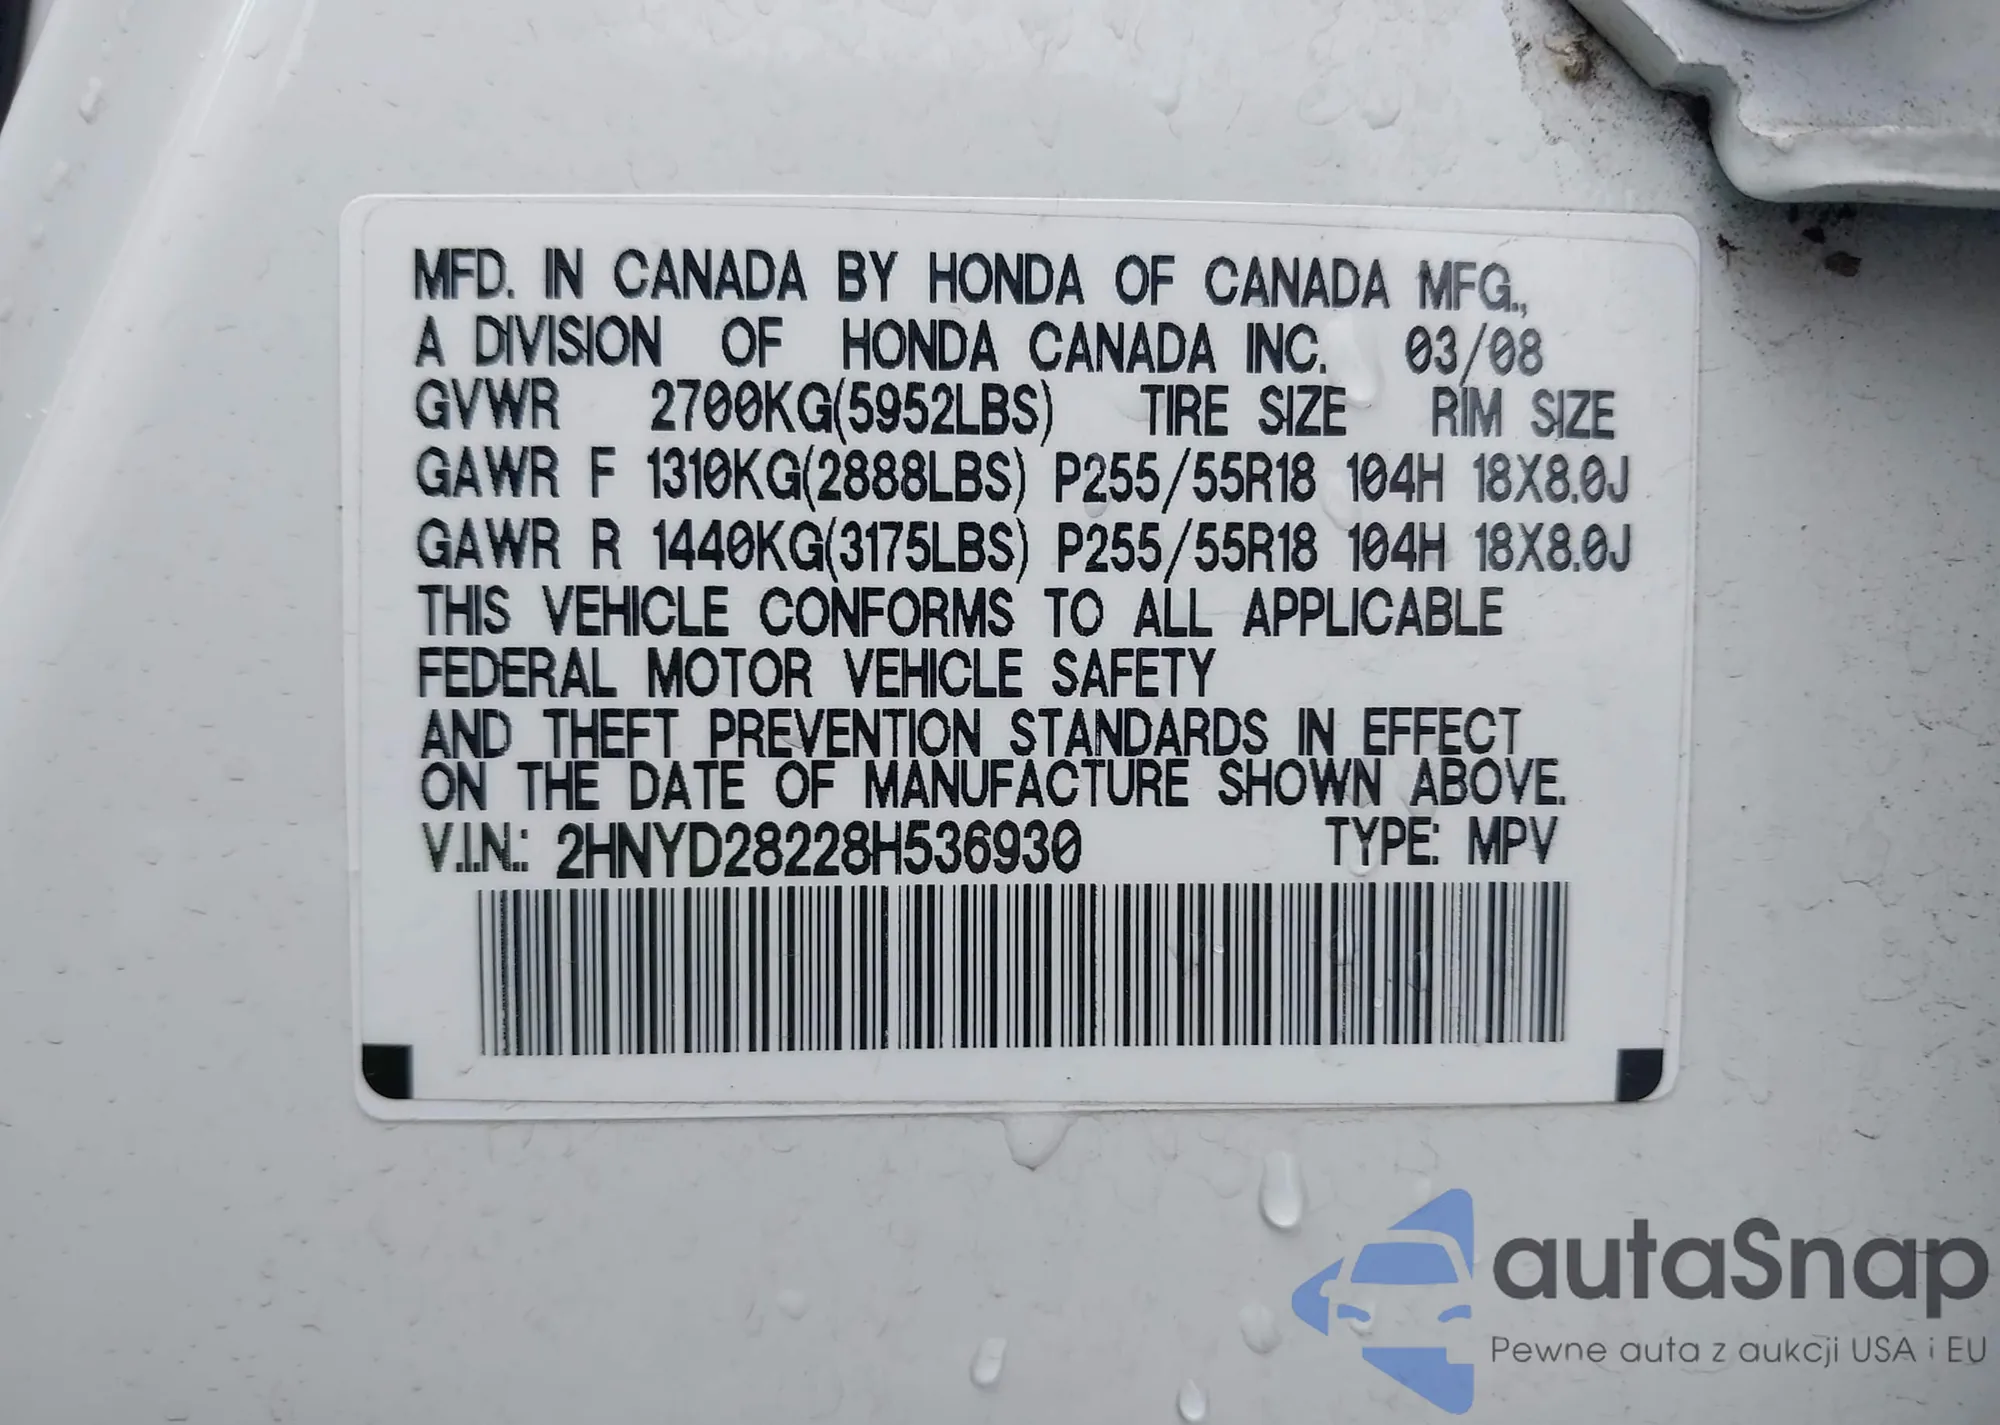 MFD. IN CANADA BY HONDA OF CANADA MFG.,
A DIVISION OF HONDA CANADA INC. 03/08
GVWR 2700KG(5952LBS) TIRE SIZE RIM SIZE
GAWR F 1310KG(2888LBS) P255/55R18 104H 18X8.0J
GAWR R 1440KG(3175LBS) P255/55R18 104H 18X8.0J
THIS VEHICLE CONFORMS TO ALL APPLICABLE
FEDERAL MOTOR VEHICLE SAFETY
AND THEFT PREVENTION STANDARDS IN EFFECT
ON THE DATE OF MANUFACTURE SHOWN ABOVE.
V.I.N.: 2HNYD28228H536930 TYPE: MPV
autaSnap
Pewne auta z aukcji USA i EU